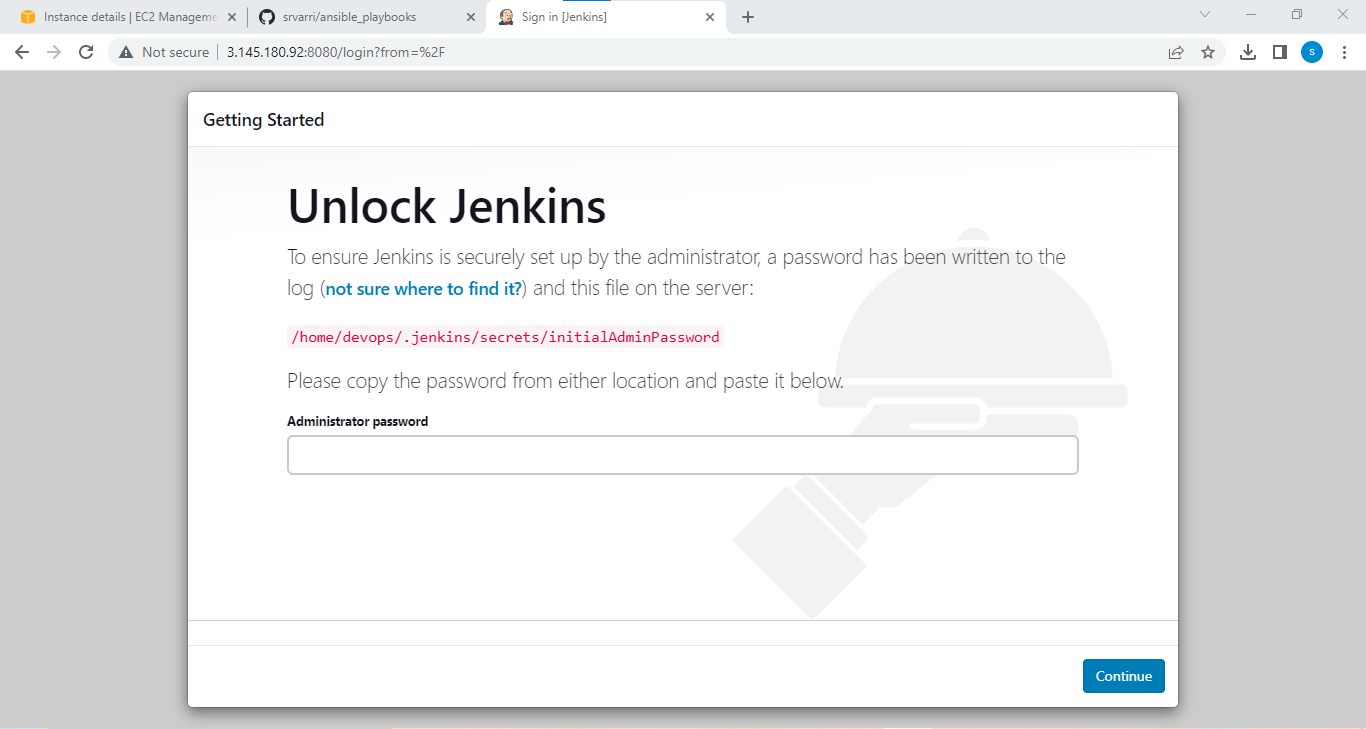 Instance details | EC2 Manageme
srvarri/ansible_playbooks
Sign in [Jenkins]
Not secure
3.145.180.92:8080/login?from=%2F
s
Getting Started
Unlock Jenkins
To ensure Jenkins is securely set up by the administrator, a password has been written to the
log (not sure where to find it?) and this file on the server:
/home/devops/.jenkins/secrets/initialAdminPassword
Please copy the password from either location and paste it below.
Administrator password
Continue